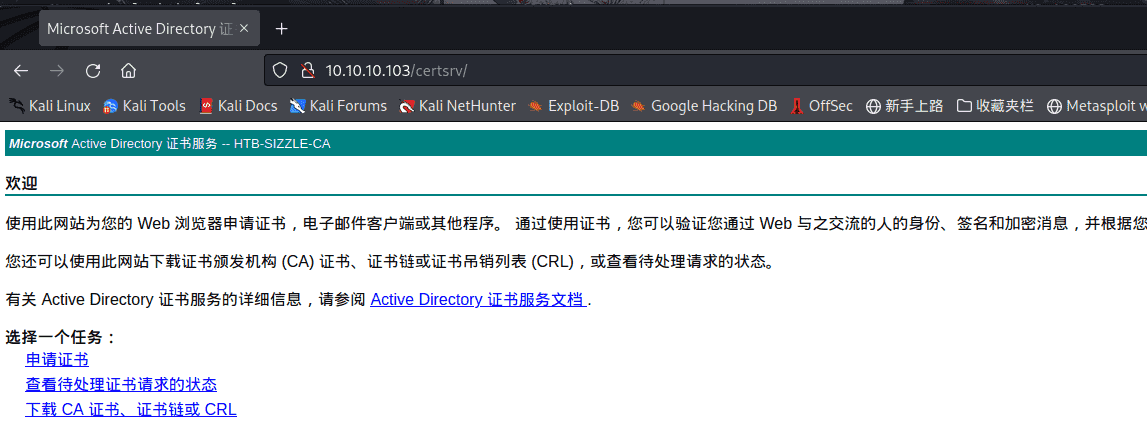 Microsoft Active Directory 证
10.10.10.103/certsrv/
Kali Linux Kali Tools Kali Docs Kali Forums Kali NetHunter Exploit-DB Google Hacking DB OffSec 新手上路 收藏夹栏 Metasploit
Microsoft Active Directory 证书服务 -- HTB-SIZZLE-CA
欢迎
使用此网站为您的 Web 浏览器申请证书，电子邮件客户端或其他程序。 通过使用证书，您可以验证您通过 Web 与之交流的人的身份、签名和加密消息，并根据您
您还可以使用此网站下载证书颁发机构 (CA) 证书、证书链或证书吊销列表 (CRL)，或查看待处理请求的状态。
有关 Active Directory 证书服务的详细信息，请参阅 Active Directory 证书服务文档 .
选择一个任务：
申请证书
查看待处理证书请求的状态
下载 CA 证书、证书链或 CRL